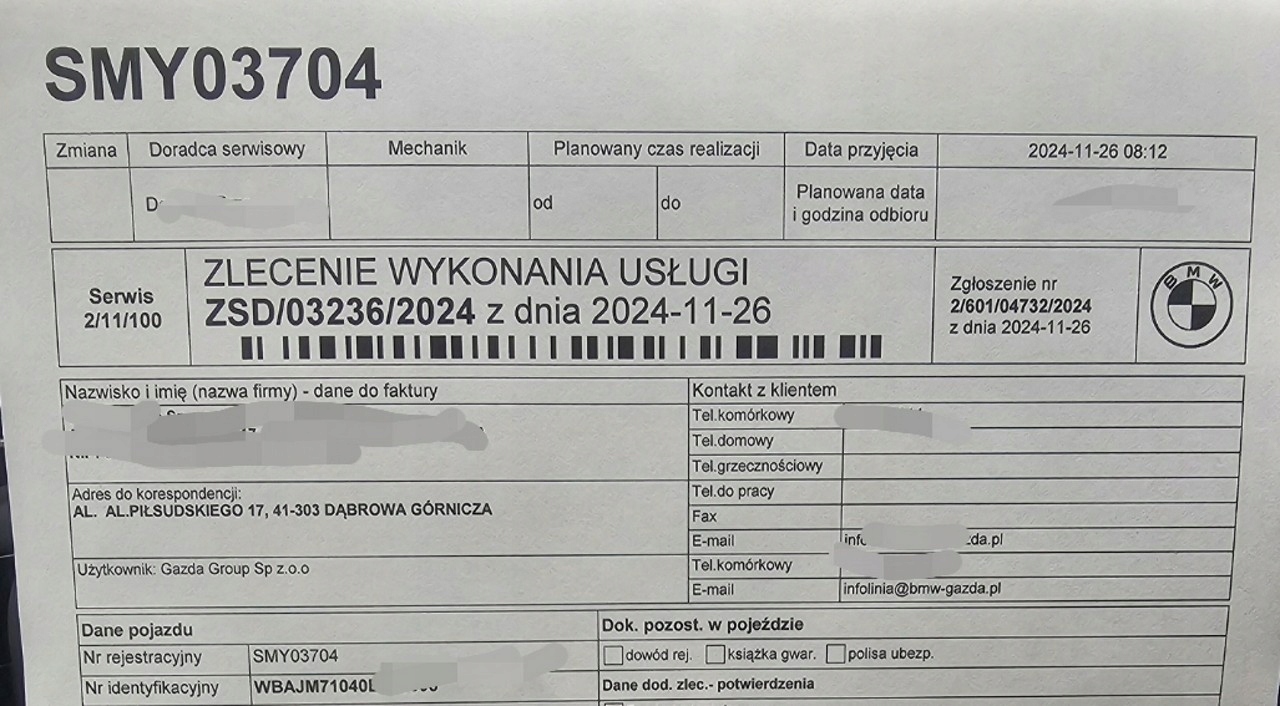 SMY03704
Zmiana Doradca serwisowy Mechanik Planowany czas realizacji Data przyjęcia 2024-11-26 08:12
od do Planowana data
i godzina odbioru
Serwis
2/11/100
ZLECENIE WYKONANIA USŁUGI
ZSD/03236/2024 z dnia 2024-11-26
Zgłoszenie nr
2/601/04732/2024
z dnia 2024-11-26
BMW
Nazwisko i imię (nazwa firmy) - dane do faktury
Adres do korespondencji:
AL. AL.PIŁSUDSKIEGO 17, 41-303 DĄBROWA GÓRNICZA
Użytkownik: Gazda Group Sp z.o.o
Kontakt z klientem
Tel.komórkowy
Tel.domowy
Tel.grzecznościowy
Tel.do pracy
Fax
E-mail
Tel.komórkowy
E-mail infolinia@bmw-gazda.pl
Dane pojazdu
Nr rejestracyjny SMY03704
Nr identyfikacyjny WBAJM71040
Dok. pozost. w pojeździe
dowód rej. książka gwar. polisa ubezp.
Dane dod. zlec.- potwierdzenia